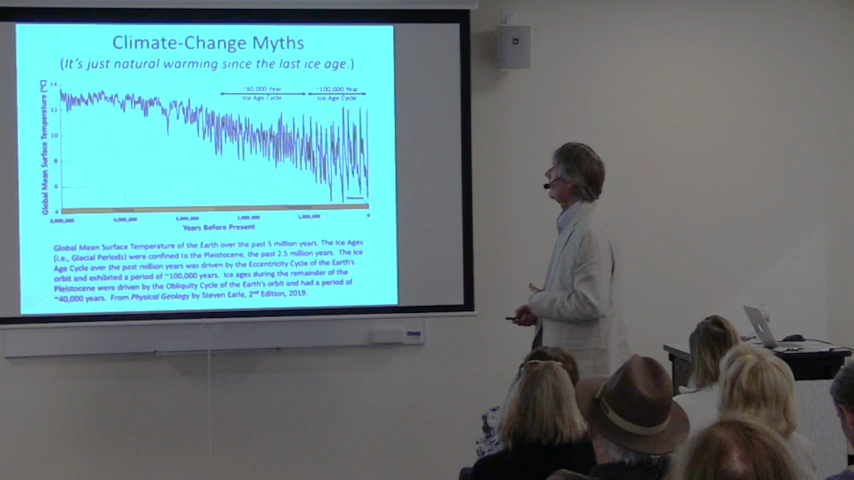 Climate-Change Myths
(It's just natural warming since the last ice age.)
~40,000 Year
Ice Age Cycle
~100,000 Year
Ice Age Cycle
Global Mean Surface Temperature (°C)
14
12
10
8
6
4
5,000,000
4,000,000
3,000,000
2,000,000
1,000,000
0
Years Before Present
Global Mean Surface Temperature of the Earth over the past 5 million years. The Ice Ages
(i.e., Glacial Periods) were confined to the Pleistocene, the past 2.5 million years. The Ice
Age Cycle over the past million years was driven by the Eccentricity Cycle of the Earth's
orbit and exhibited a period of ~100,000 years. Ice ages during the remainder of the
Pleistocene were driven by the Obliquity Cycle of the Earth's orbit and had a period of
~40,000 years. From Physical Geology by Steven Earle, 2nd Edition, 2019.